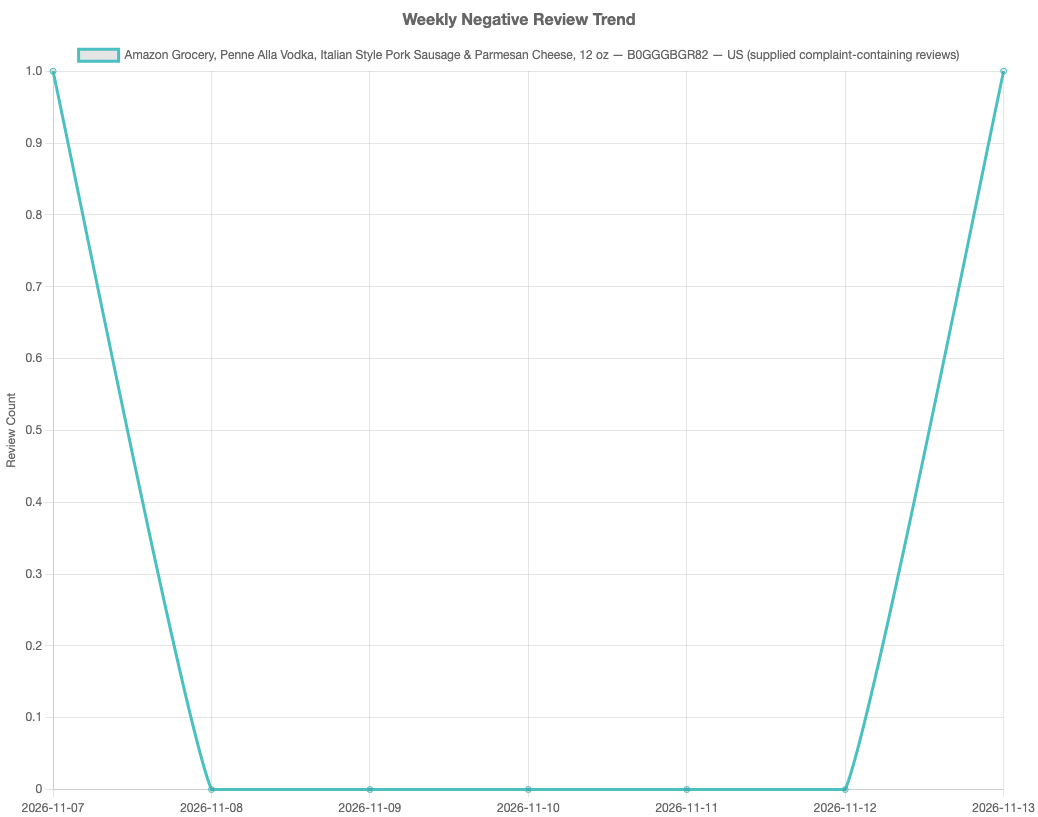 Weekly Negative Review Trend
Amazon Grocery, Penne Alla Vodka, Italian Style Pork Sausage & Parmesan Cheese, 12 oz — B0GGGBGR82 — US (supplied complaint-containing reviews)
1.0
0.9
0.8
0.7
0.6
0.5
0.4
0.3
0.2
0.1
0
Review Count
2026-11-07 2026-11-08 2026-11-09 2026-11-10 2026-11-11 2026-11-12 2026-11-13